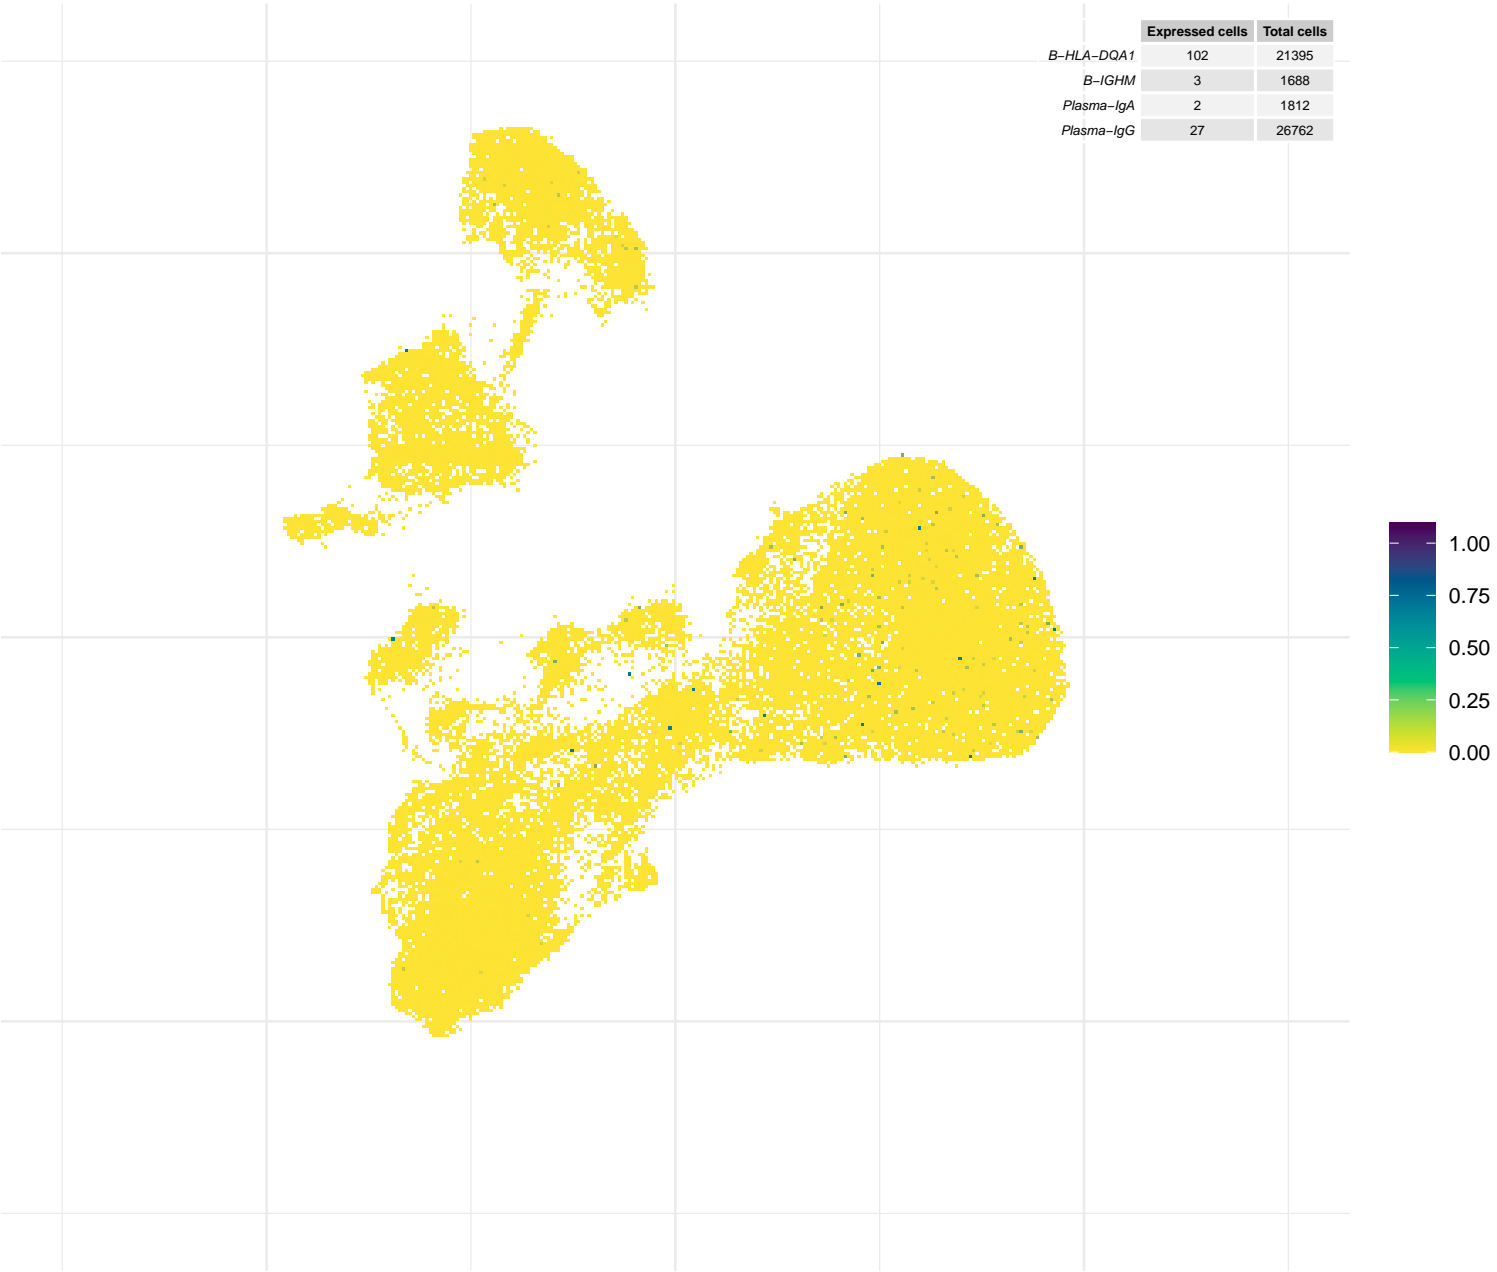 Expressed cells Total cells
B−HLA−DQA1 102 21395
B−IGHM 3 1688
Plasma−IgA 2 1812
Plasma−IgG 27 26762
1.00
0.75
0.50
0.25
0.00